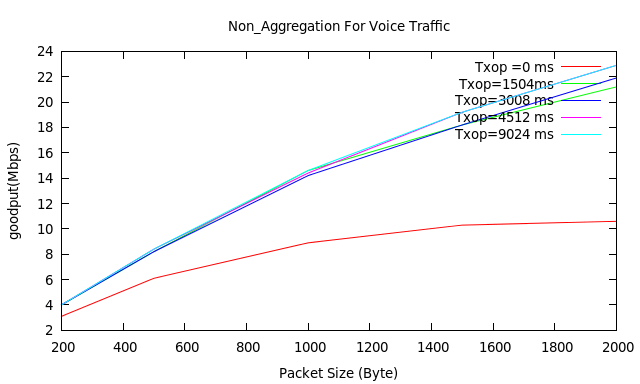 Non_Aggregation For Voice Traffic
24
22
20
18
16
14
12
10
8
6
4
2
goodput(Mbps)
Txop =0 ms
Txop=1504ms
Txop=3008 ms
Txop=4512 ms
Txop=9024 ms
200 400 600 800 1000 1200 1400 1600 1800 2000
Packet Size (Byte)